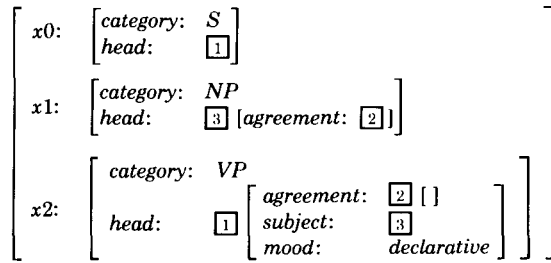 x0: category: S
head: 1
x1: category: NP
head: 3 [agreement: 2 ]
x2: category: VP
head: 1 agreement: 2 [ ]
subject: 3
mood: declarative